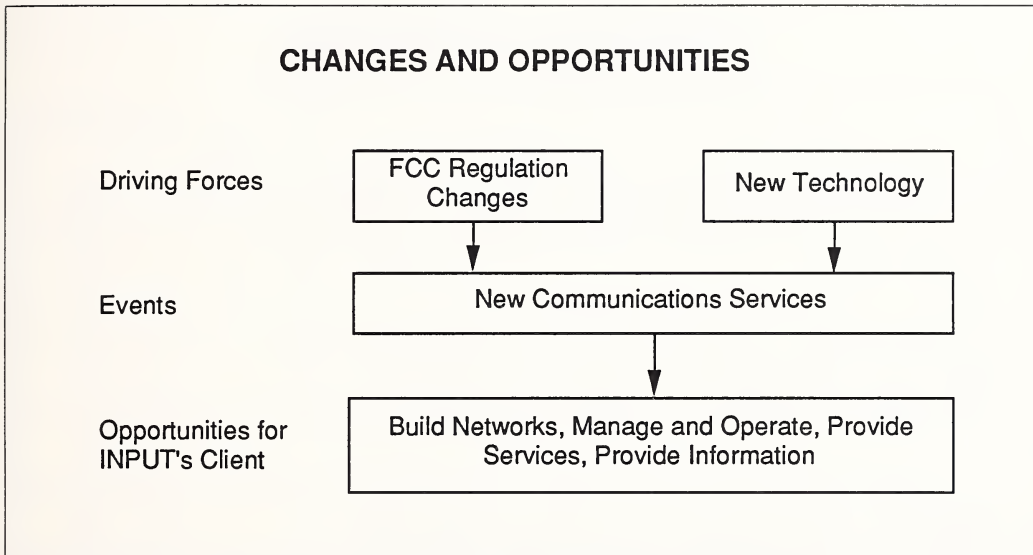 CHANGES AND OPPORTUNITIES
Driving Forces
FCC Regulation
Changes
New Technology
Events
New Communications Services
Opportunities for
INPUT's Client
Build Networks, Manage and Operate, Provide
Services, Provide Information